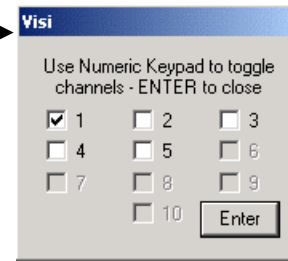 Visi
Use Numeric Keypad to toggle
channels - ENTER to close
1 2 3
4 5 6
7 8 9
10 Enter